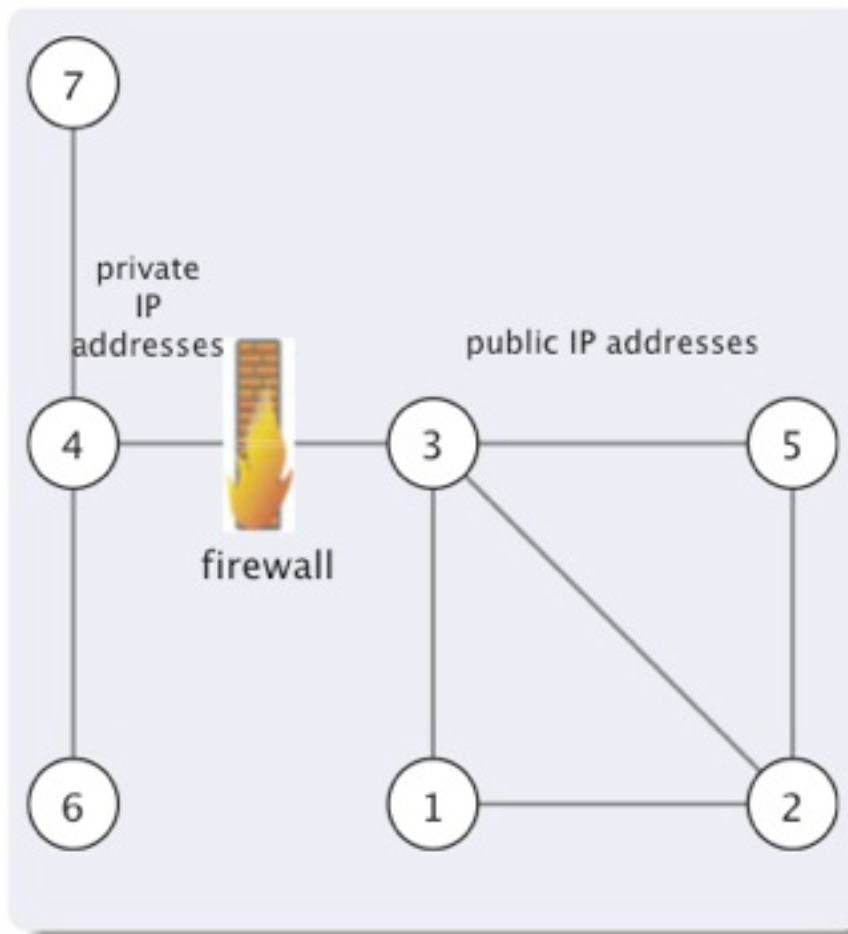 7
private
IP
addresses
public IP addresses
4
3
5
firewall
6
1
2